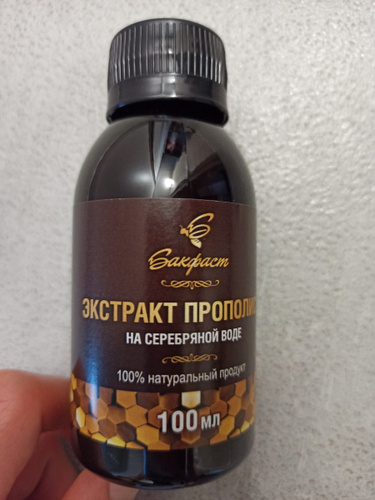 Бакфаст
ЭКСТРАКТ ПРОПОЛИ
НА СЕРЕБРЯНОЙ ВОДЕ
100% натуральный продукт
100 мл